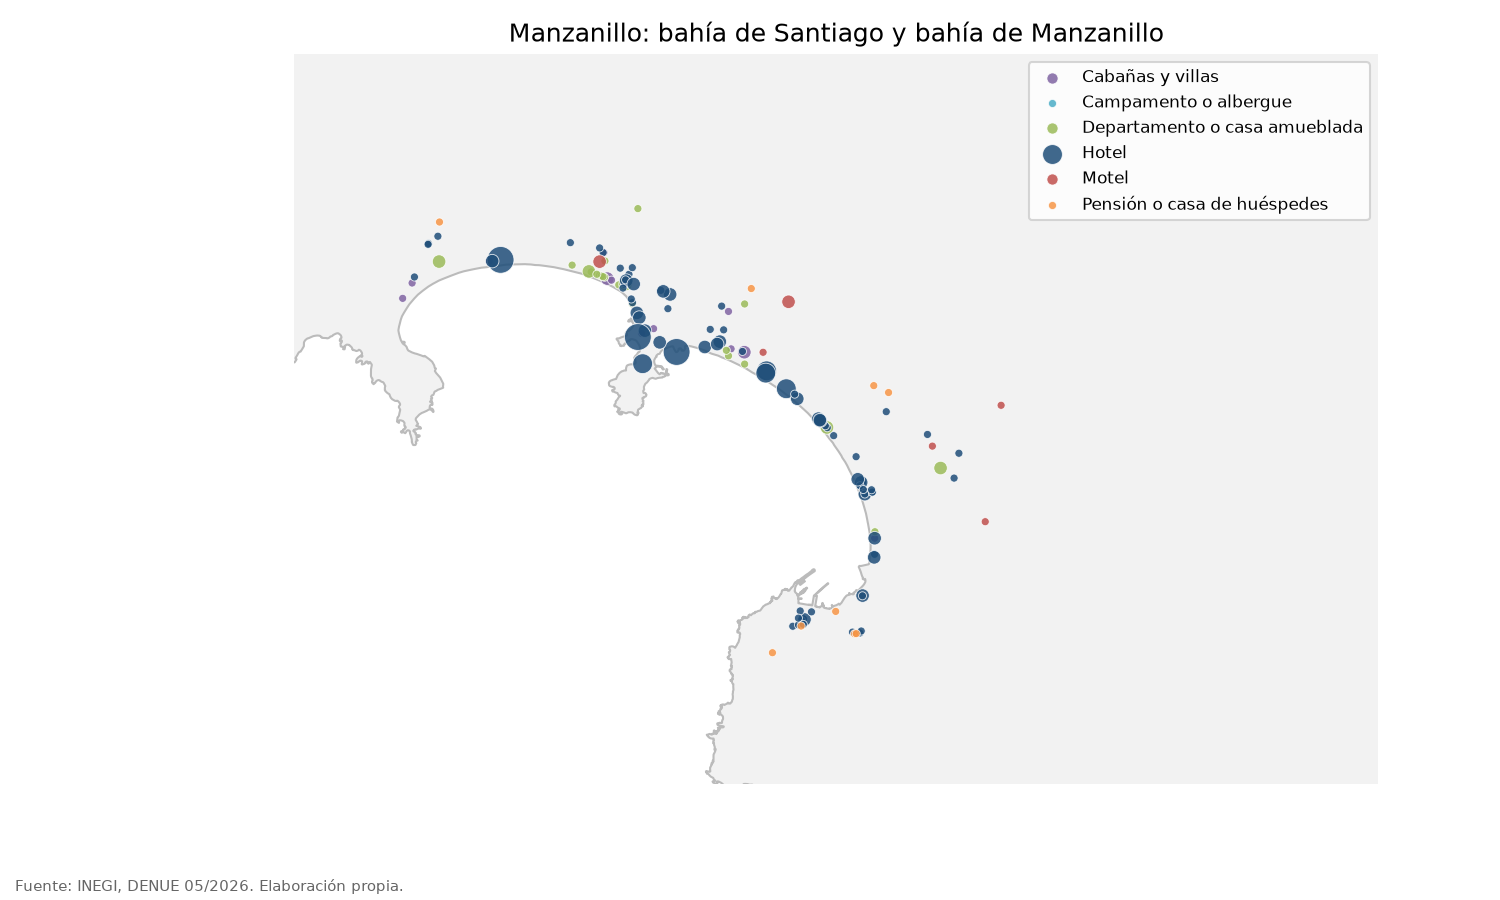 Manzanillo: bahía de Santiago y bahía de Manzanillo
Cabañas y villas
Campamento o albergue
Departamento o casa amueblada
Hotel
Motel
Pensión o casa de huéspedes
Fuente: INEGI, DENUE 05/2026. Elaboración propia.